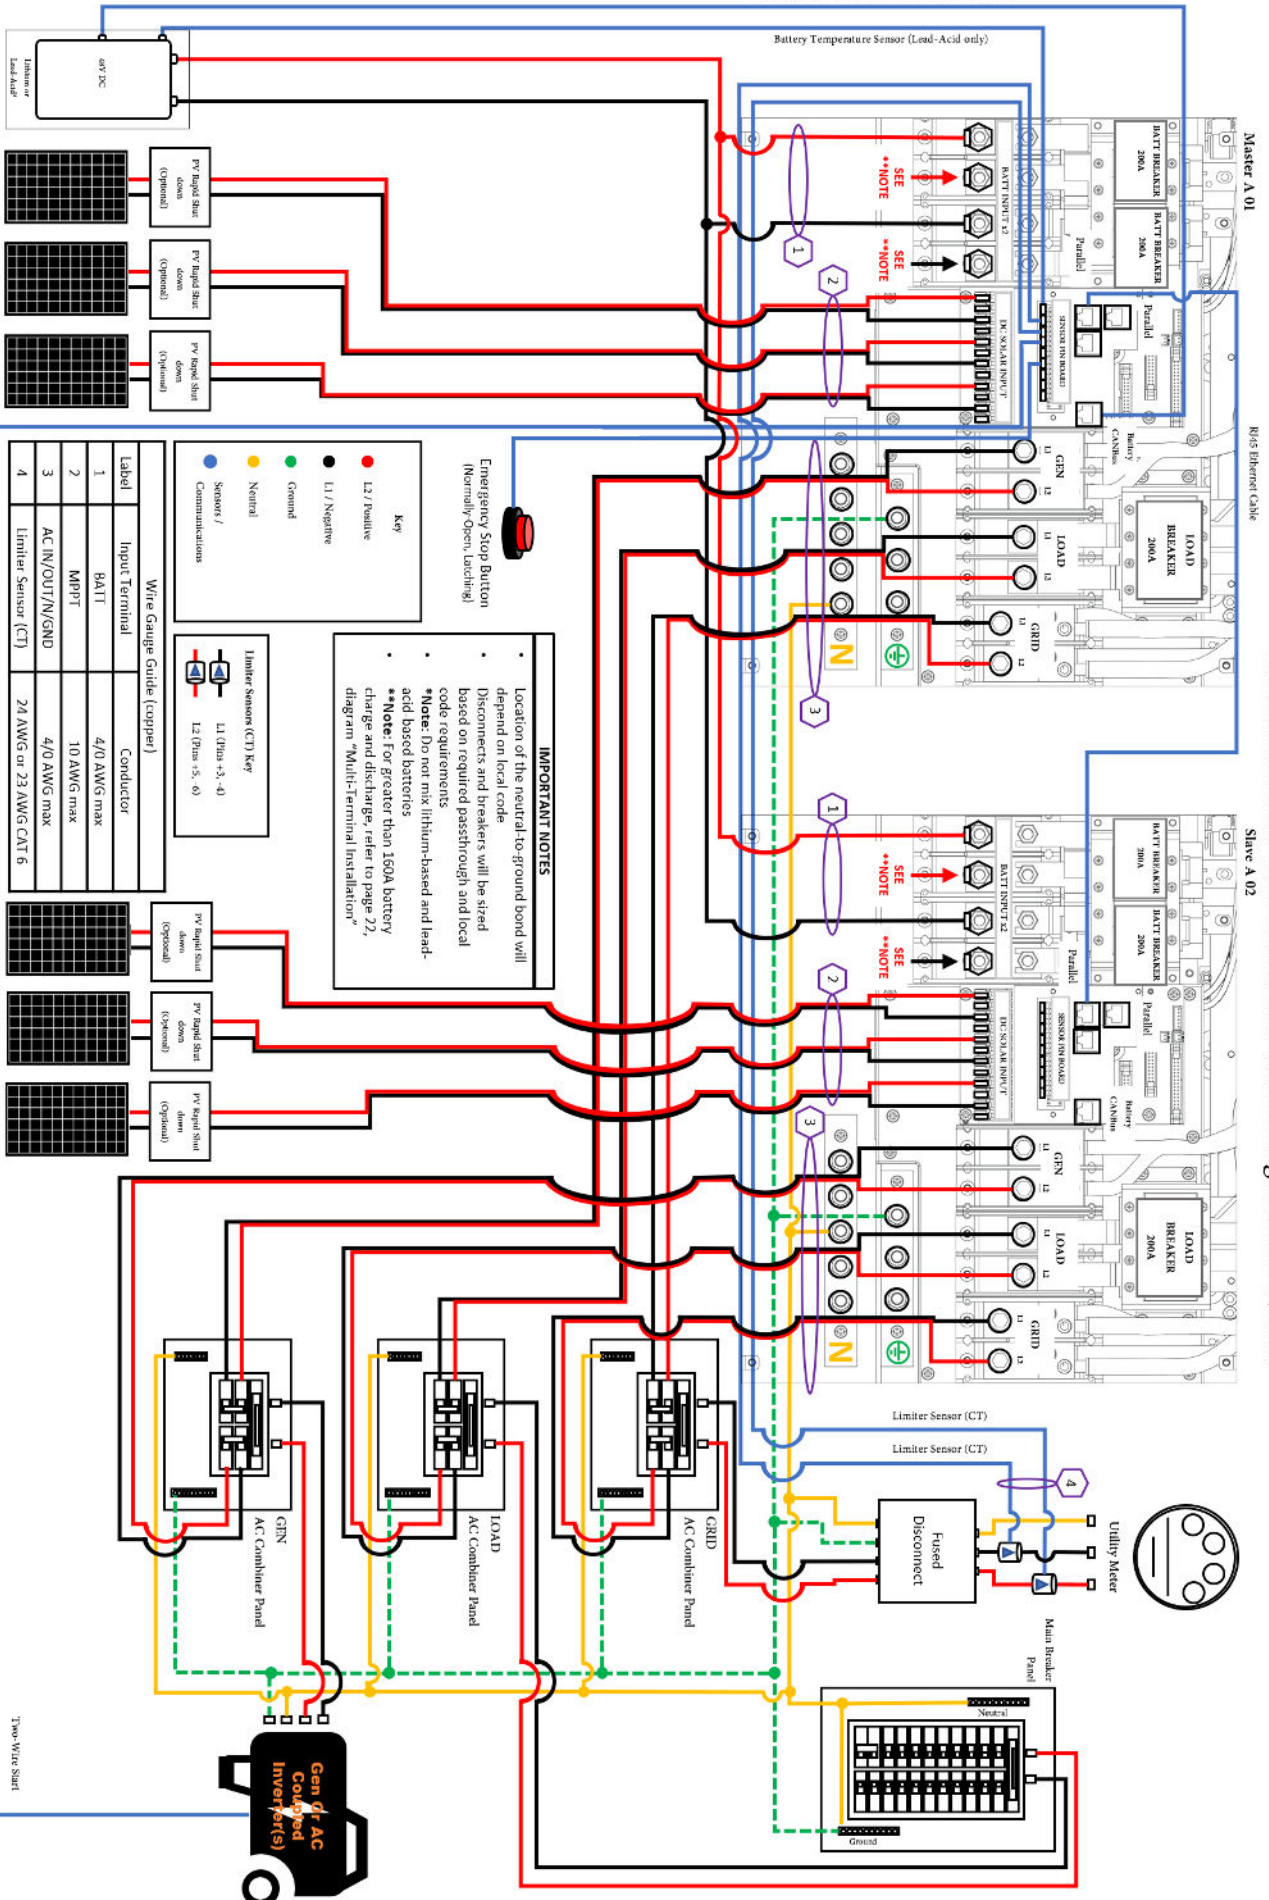 Master A 01
RJ45 Ethernet Cable
Slave A 02
BATT BREAKER
200A
BATT BREAKER
200A
Parallel
Parallel
Battery
CANBus
LOAD
BREAKER
200A
BATT INPUT x2
DC SOLAR INPUT
SENSOR PIN BOARD
GEN
L1
L2
LOAD
L1
L2
GRID
L1
L2
SEE
**NOTE
SEE
**NOTE
N
1
2
3
BATT BREAKER
200A
BATT BREAKER
200A
Parallel
Parallel
Battery
CANBus
LOAD
BREAKER
200A
BATT INPUT x2
DC SOLAR INPUT
SENSOR PIN BOARD
GEN
L1
L2
LOAD
L1
L2
GRID
L1
L2
SEE
**NOTE
SEE
**NOTE
N
1
2
3
Battery Temperature Sensor (Lead-Acid only)
Limiter Sensor (CT)
Limiter Sensor (CT)
4
Utility Meter
Fused
Disconnect
Main Breaker
Panel
Neutral
Ground
GRID
AC Combiner Panel
LOAD
AC Combiner Panel
GEN
AC Combiner Panel
Gen Or AC
Coupled
Inverter(s)
Two-Wire Start
Emergency Stop Button
(Normally-Open, Latching)
IMPORTANT NOTES
• Location of the neutral-to-ground bond will
depend on local code
• Disconnects and breakers will be sized
based on required passthrough and local
code requirements
• *Note: Do not mix lithium-based and lead-
acid-based batteries
• **Note: For greater than 160A battery
charge and discharge, refer to page 22,
diagram "Multi-Terminal Installation"
Key
L2 / Positive
L1 / Negative
Ground
Neutral
Sensors /
Communications
Limiter Sensors (CT) Key
L1 (Pins +3, -4)
L2 (Pins +5, -6)
Wire Gauge Guide (copper)
Label Input Terminal Conductor
1 BATT 4/0 AWG max
2 MPPT 10 AWG max
3 AC IN/OUT/N/GND 4/0 AWG max
4 Limiter Sensor (CT) 24 AWG or 23 AWG CAT 6
48V DC
Lithium or
Lead-Acid*
PV Rapid Shut
down
(Optional)
PV Rapid Shut
down
(Optional)
PV Rapid Shut
down
(Optional)
PV Rapid Shut
down
(Optional)
PV Rapid Shut
down
(Optional)
PV Rapid Shut
down
(Optional)